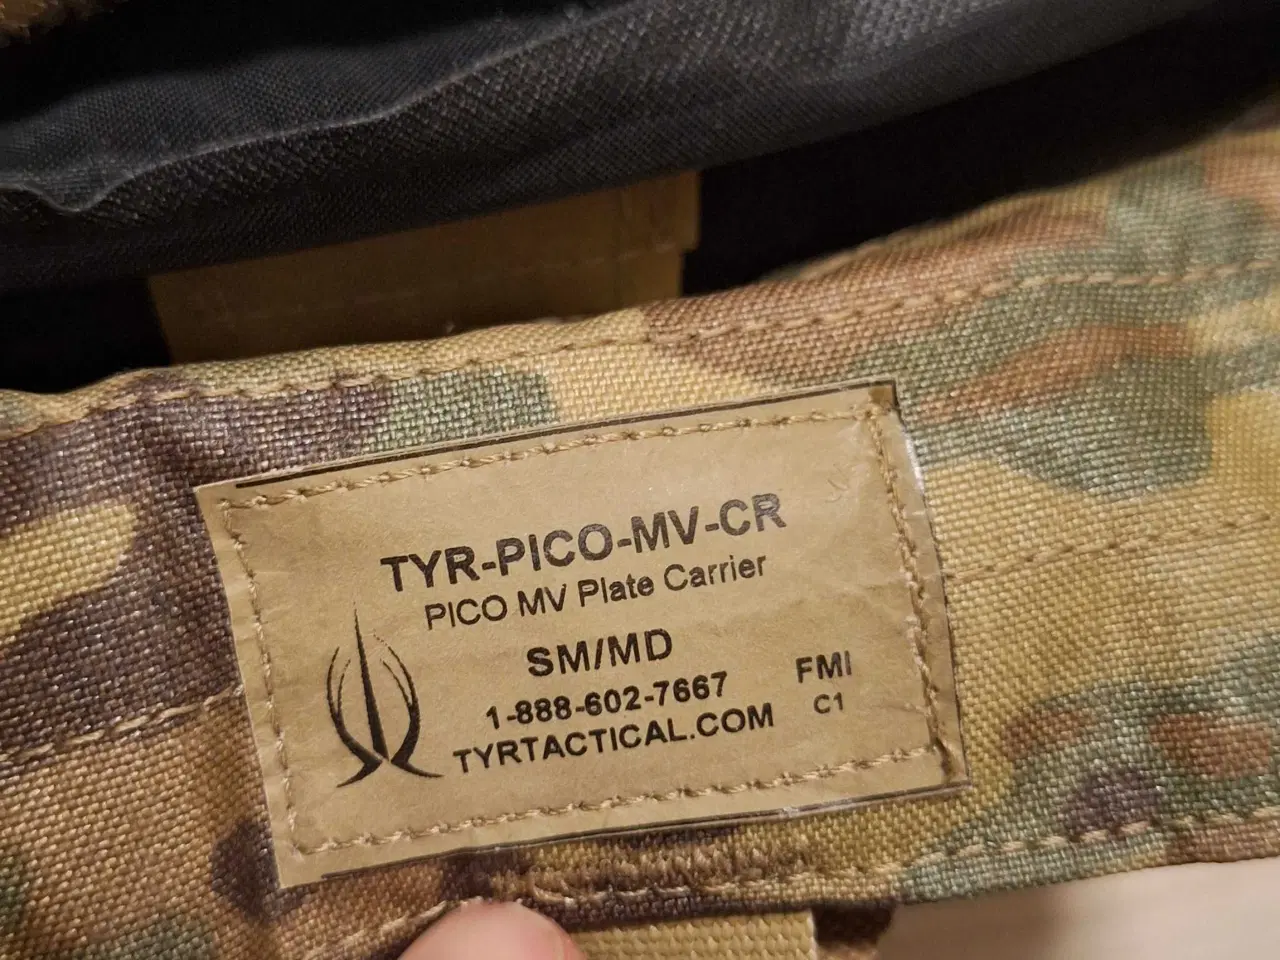 TYR-PICO-MV-CR
PICO MV Plate Carrier
SM/MD
1-888-602-7667
TYRTACTICAL.COM
FMI
C1